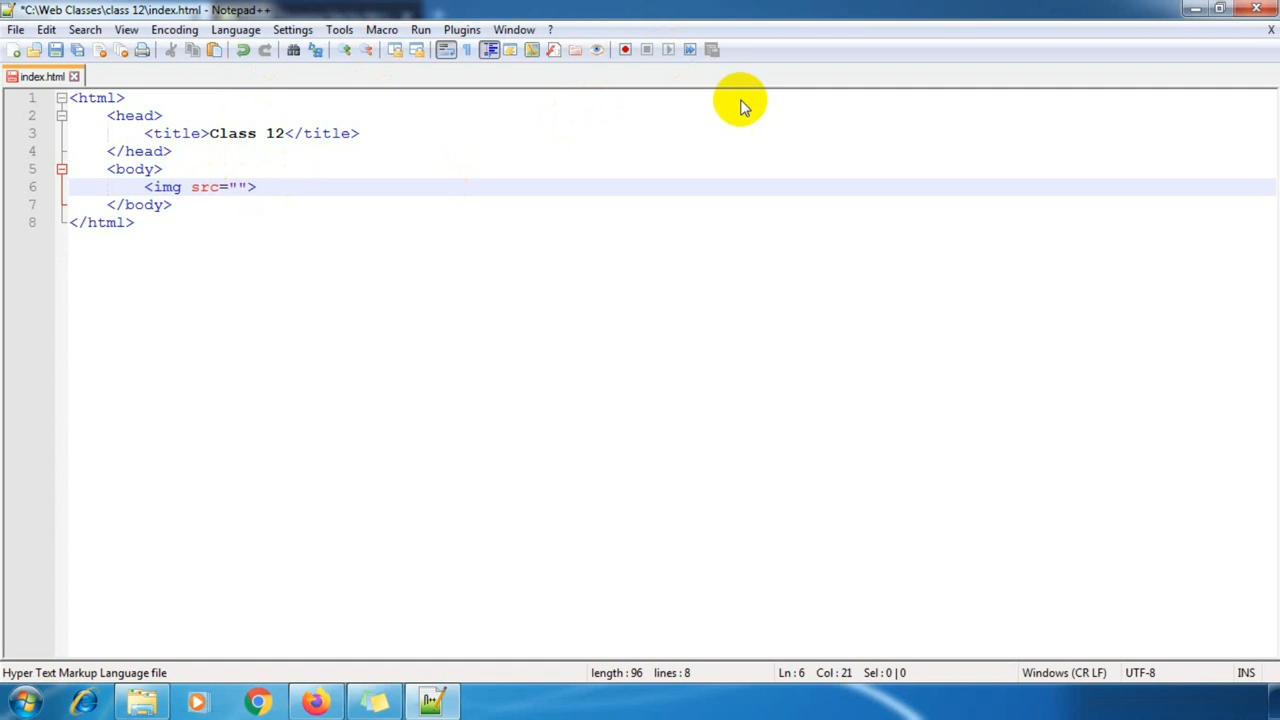 *C:\Web Classes\class 12\index.html - Notepad++
File Edit Search View Encoding Language Settings Tools Macro Run Plugins Window ? X
index.html
1 <html>
2 <head>
3 <title>Class 12</title>
4 </head>
5 <body>
6 <img src="">
7 </body>
8 </html>
Hyper Text Markup Language file length : 96 lines : 8 Ln : 6 Col : 21 Sel : 0 | 0 Windows (CR LF) UTF-8 INS